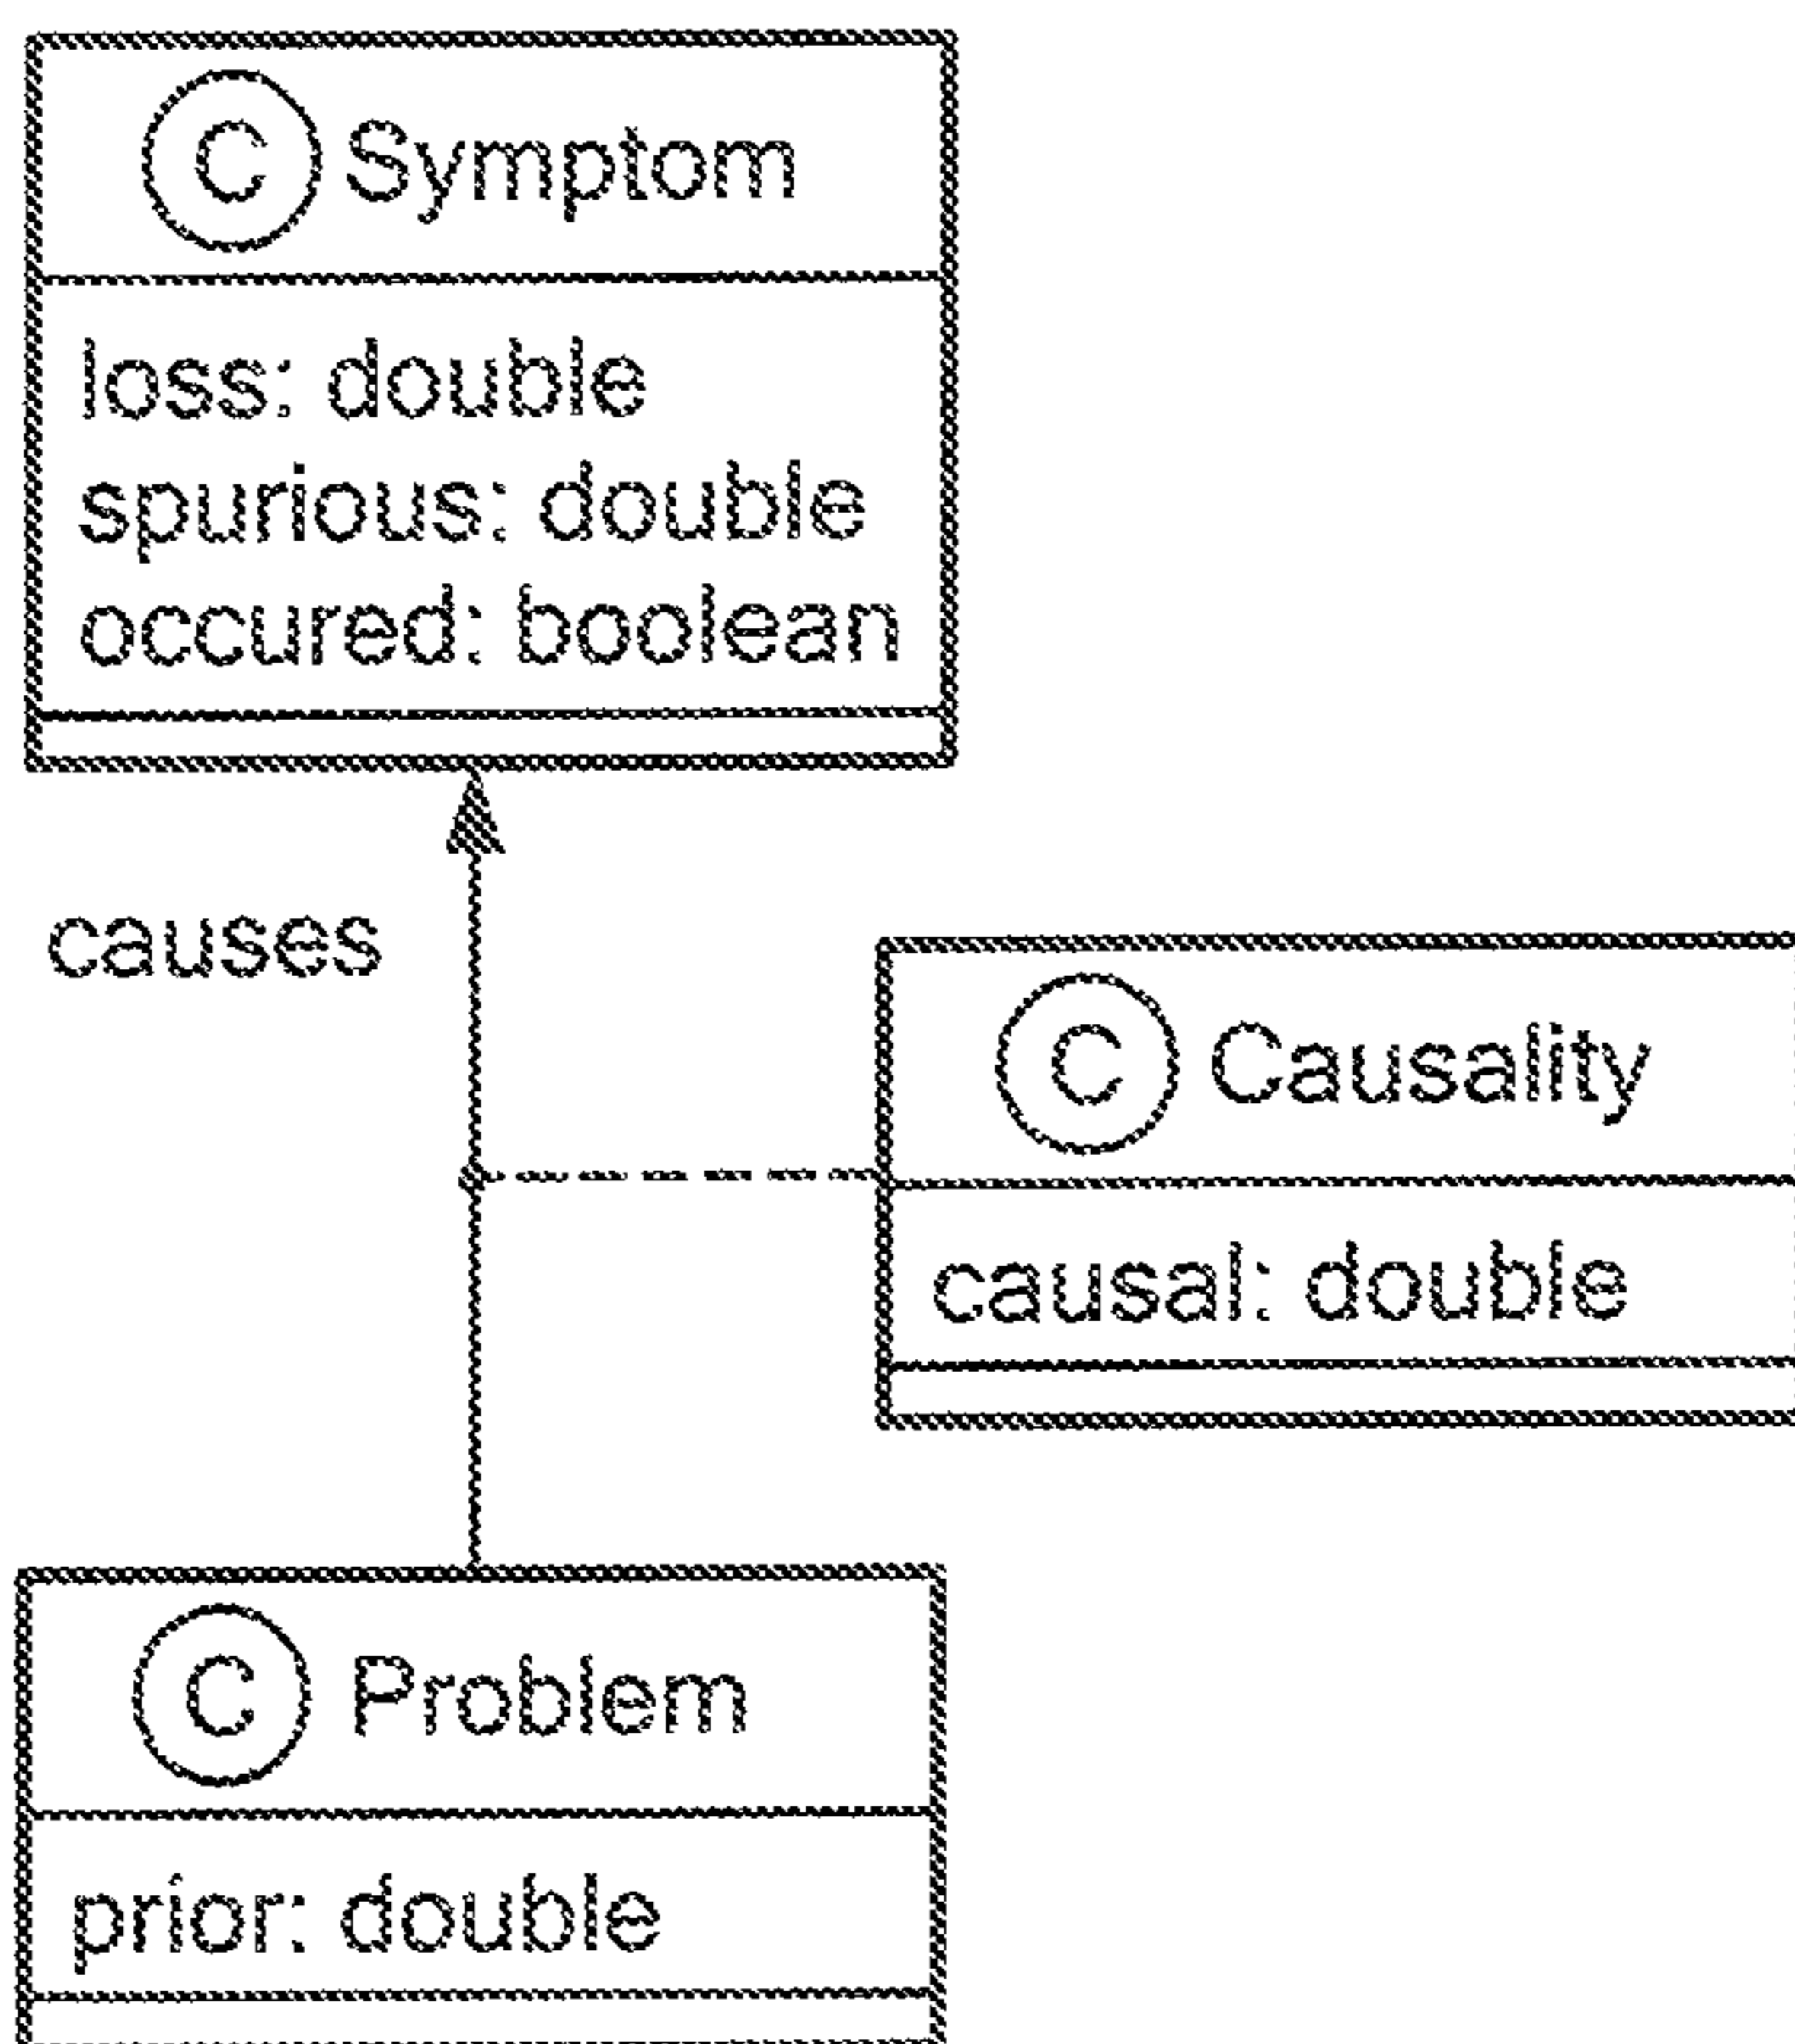 C Symptom
loss: double
spurious: double
occured: boolean
causes
C Causality
causal: double
C Problem
prior: double